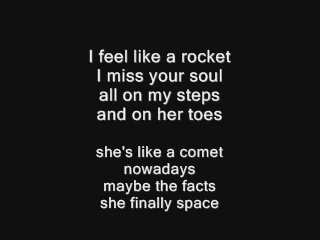 I feel like a rocket
I miss your soul
all on my steps
and on her toes
she's like a comet
nowadays
maybe the facts
she finally space